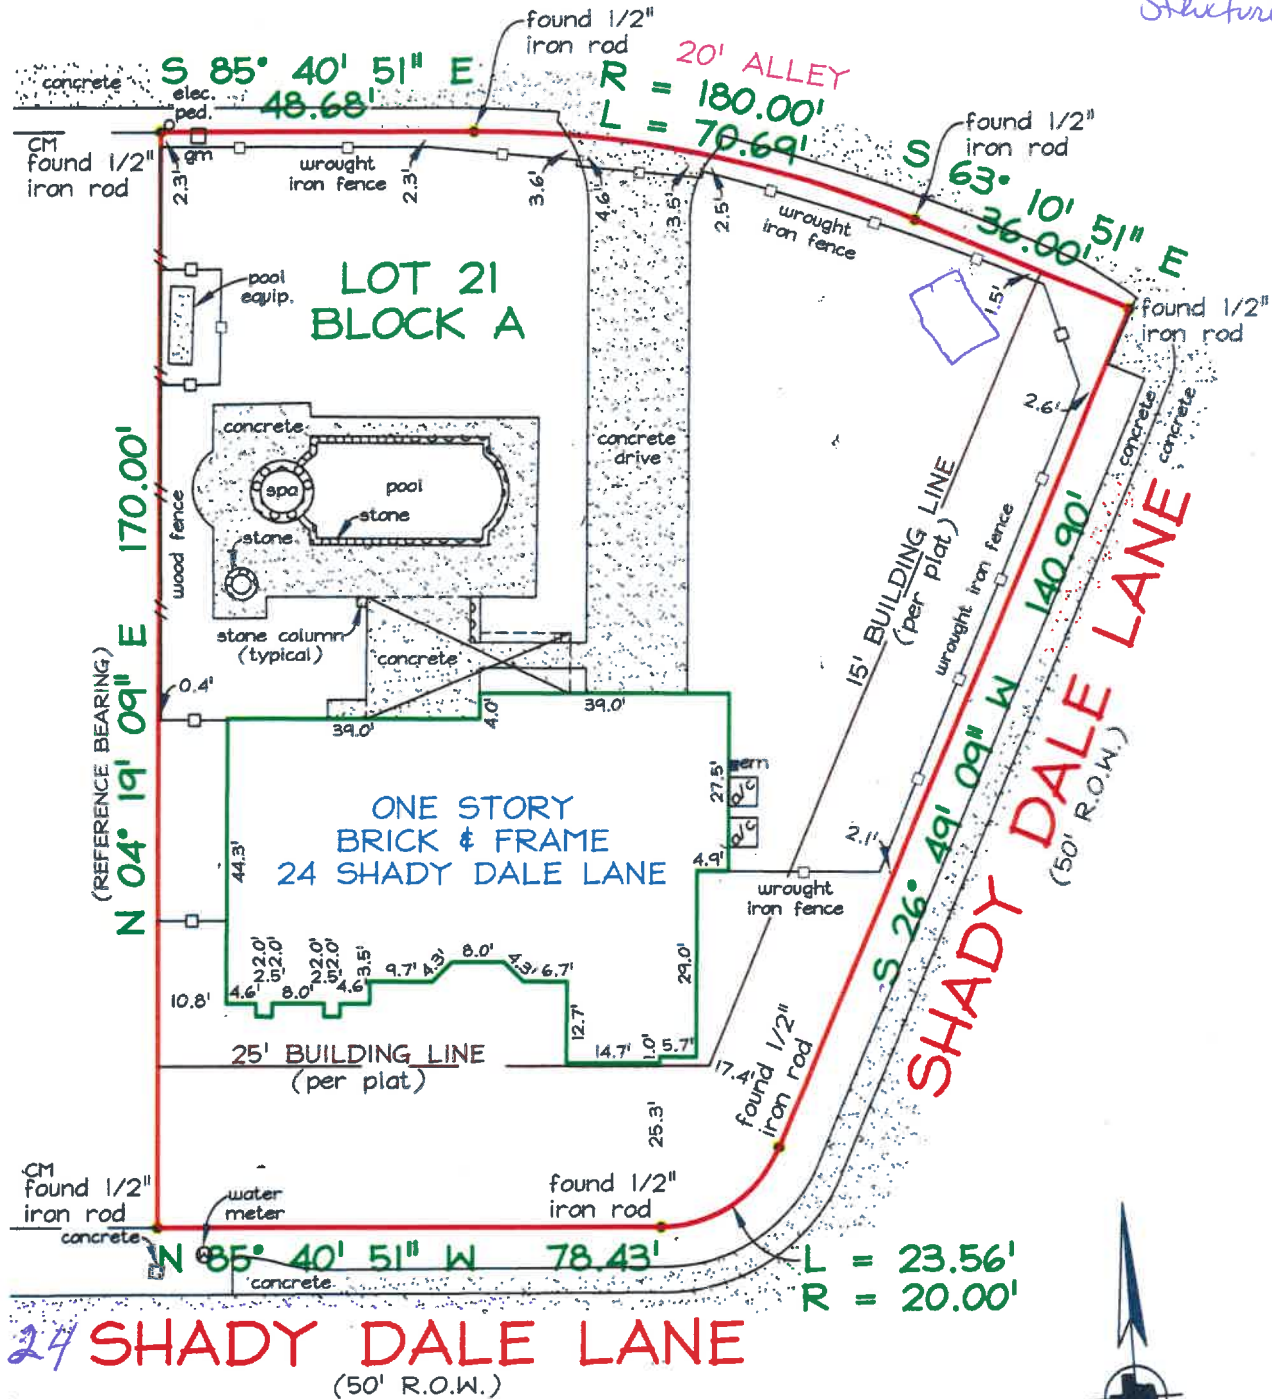 Structure
found 1/2"
iron rod
20' ALLEY
concrete
S 85° 40' 51" E
48.68'
elec.
ped.
R = 180.00'
L = 70.69'
found 1/2"
iron rod
CM
found 1/2"
iron rod
gm
2.3'
wrought
iron fence
2.3'
3.6'
4.6'
3.5'
2.5'
S 63° 10' 51" E
36.00'
wrought
iron fence
LOT 21
BLOCK A
pool
equip.
1.5'
found 1/2"
iron rod
2.6'
concrete
concrete
concrete
concrete
drive
spa
pool
stone
stone
wood fence
N 04° 19' 09" E 170.00'
(REFERENCE BEARING)
15' BUILDING LINE
(per plat)
wrought iron fence
S 26° 49' 09" W 140.90'
SHADY DALE LANE
(50' R.O.W.)
stone column
(typical)
concrete
0.4'
39.0'
4.0'
39.0'
em
27.5'
a/c
a/c
ONE STORY
BRICK & FRAME
24 SHADY DALE LANE
44.3'
2.1'
4.9'
wrought
iron fence
10.8'
4.6'
2.0'
2.5'
2.0'
8.0'
2.0'
2.5'
2.0'
4.6'
3.5'
9.7'
4.3'
8.0'
4.3'
6.7'
12.7'
29.0'
14.7'
1.0'
5.7'
25' BUILDING LINE
(per plat)
17.4'
found 1/2"
iron rod
25.3'
CM
found 1/2"
iron rod
concrete
water
meter
W
found 1/2"
iron rod
N 85° 40' 51" W 78.43'
concrete
L = 23.56'
R = 20.00'
24 SHADY DALE LANE
(50' R.O.W.)